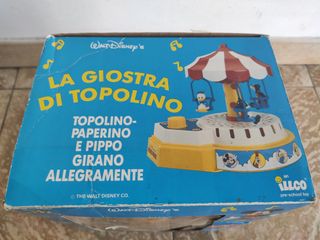 Walt Disney's
LA GIOSTRA
DI TOPOLINO
TOPOLINO-
PAPERINO
E PIPPO
GIRANO
ALLEGRAMENTE
© THE WALT DISNEY CO.
an
illco
pre-school toy